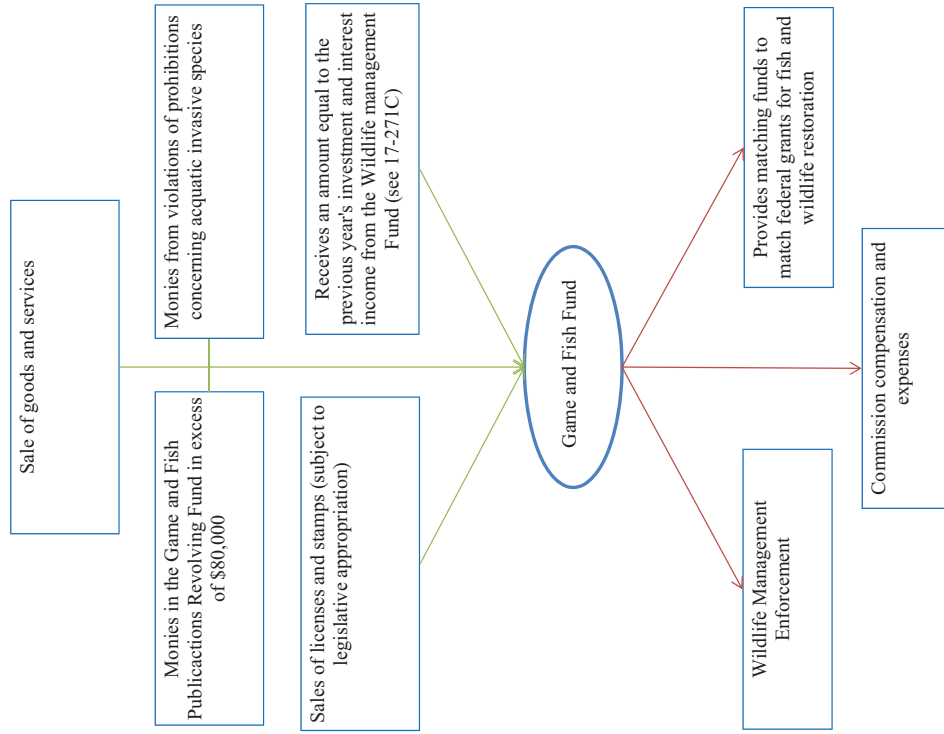 Sale of goods and services
Monies in the Game and Fish
Publicactions Revolving Fund in excess
of $80,000
Monies from violations of prohibitions
concerning acquatic invasive species
Sales of licenses and stamps (subject to
legislative appropriation)
Receives an amount equal to the
previous year's investment and interest
income from the Wildlife management
Fund (see 17-271C)
Game and Fish Fund
Wildlife Management
Enforcement
Provides matching funds to
match federal grants for fish and
wildlife restoration
Commission compensation and
expenses